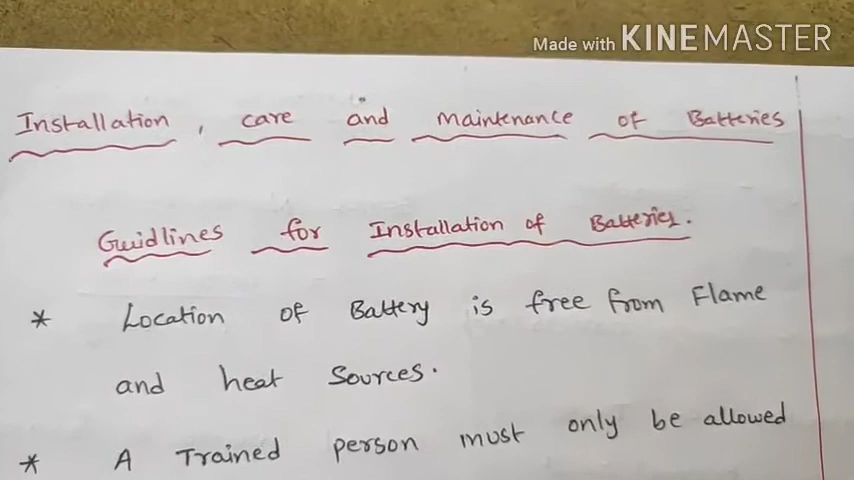 Made with KINEMASTER
Installation, care and maintenance of Batteries
Guidlines for Installation of Batteries.
* Location of Battery is free from Flame
and heat Sources.
* A Trained person must only be allowed